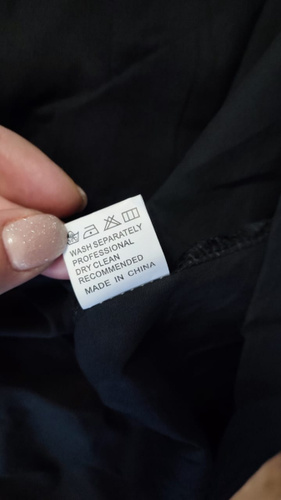 WASH SEPARATELY
PROFESSIONAL
DRY CLEAN
RECOMMENDED
MADE IN CHINA